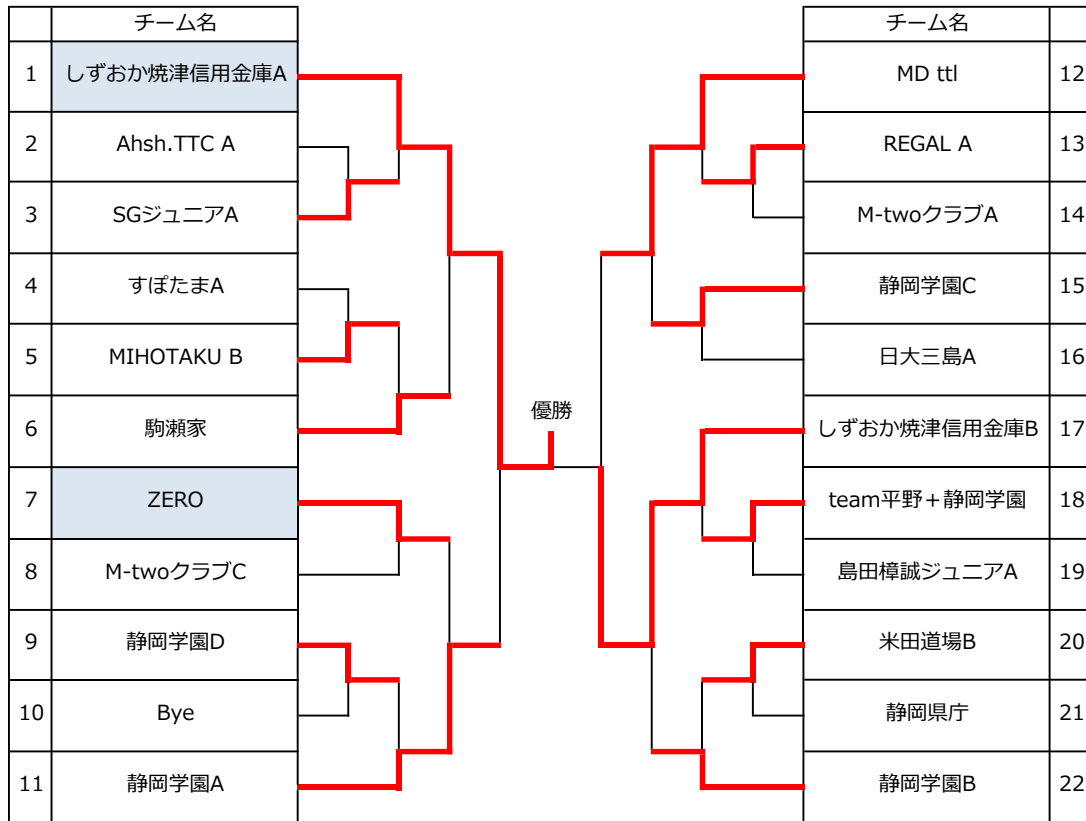 チーム名
1 しずおか焼津信用金庫A
2 Ahsh.TTC A
3 SGジュニアA
4 すぽたまA
5 MIHOTAKU B
6 駒瀬家
7 ZERO
8 M-twoクラブC
9 静岡学園D
10 Bye
11 静岡学園A
優勝
チーム名
MD ttl 12
REGAL A 13
M-twoクラブA 14
静岡学園C 15
日大三島A 16
しずおか焼津信用金庫B 17
team平野＋静岡学園 18
島田樟誠ジュニアA 19
米田道場B 20
静岡県庁 21
静岡学園B 22